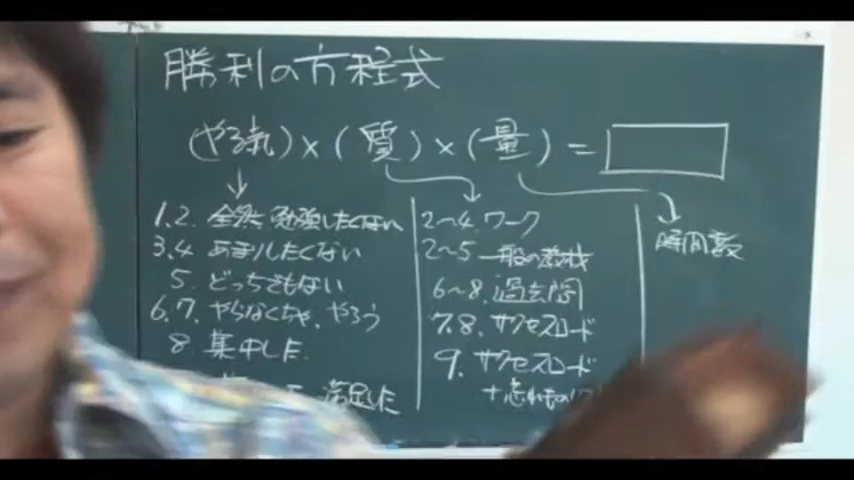 勝利の方程式
(やる気)×(質)×(量)=
1.2. 全然勉強したくない
3.4 あまりしたくない
5. どっちでもない
6.7. やらなくちゃ、やろう
8 集中した
満足した
2〜4. ワーク
2〜5 一般の教材
6〜8. 過去問
7.8. サクセスロード
9. サクセスロード
+忘れもの
時間数